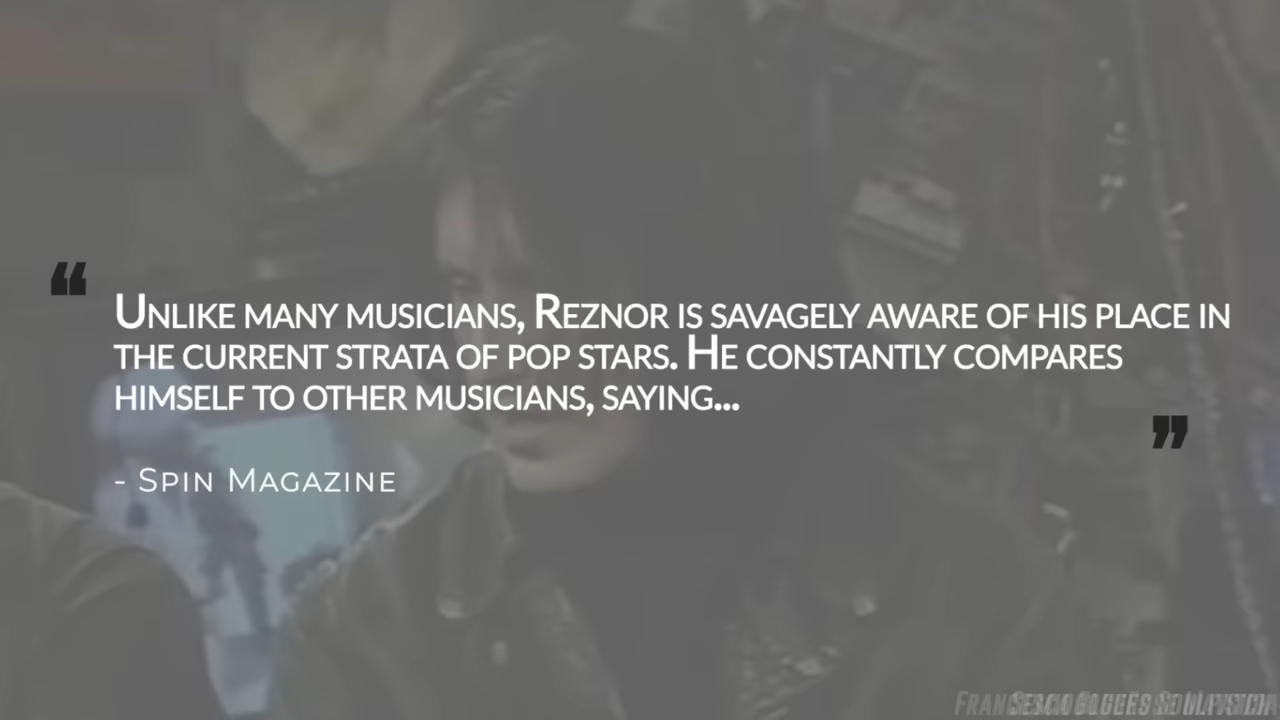 “
Unlike many musicians, Reznor is savagely aware of his place in
the current strata of pop stars. He constantly compares
himself to other musicians, saying...
”
- Spin Magazine